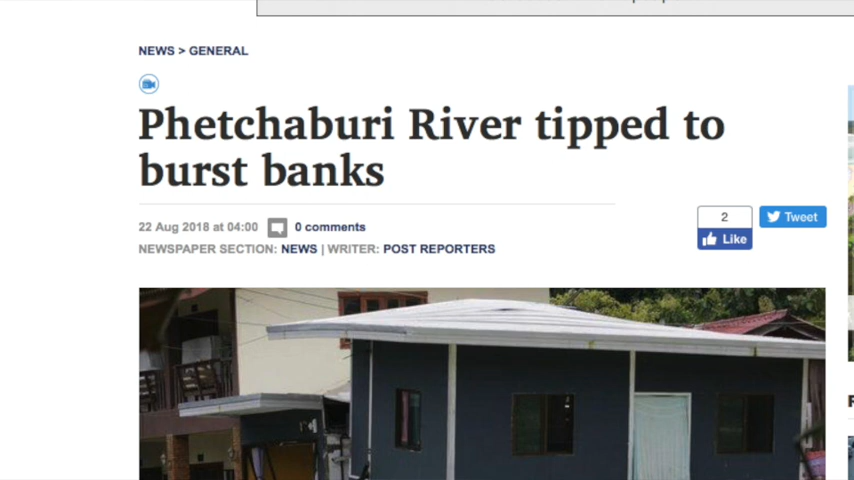 NEWS > GENERAL
Phetchaburi River tipped to
burst banks
22 Aug 2018 at 04:00 0 comments
2
Tweet
Like
NEWSPAPER SECTION: NEWS | WRITER: POST REPORTERS